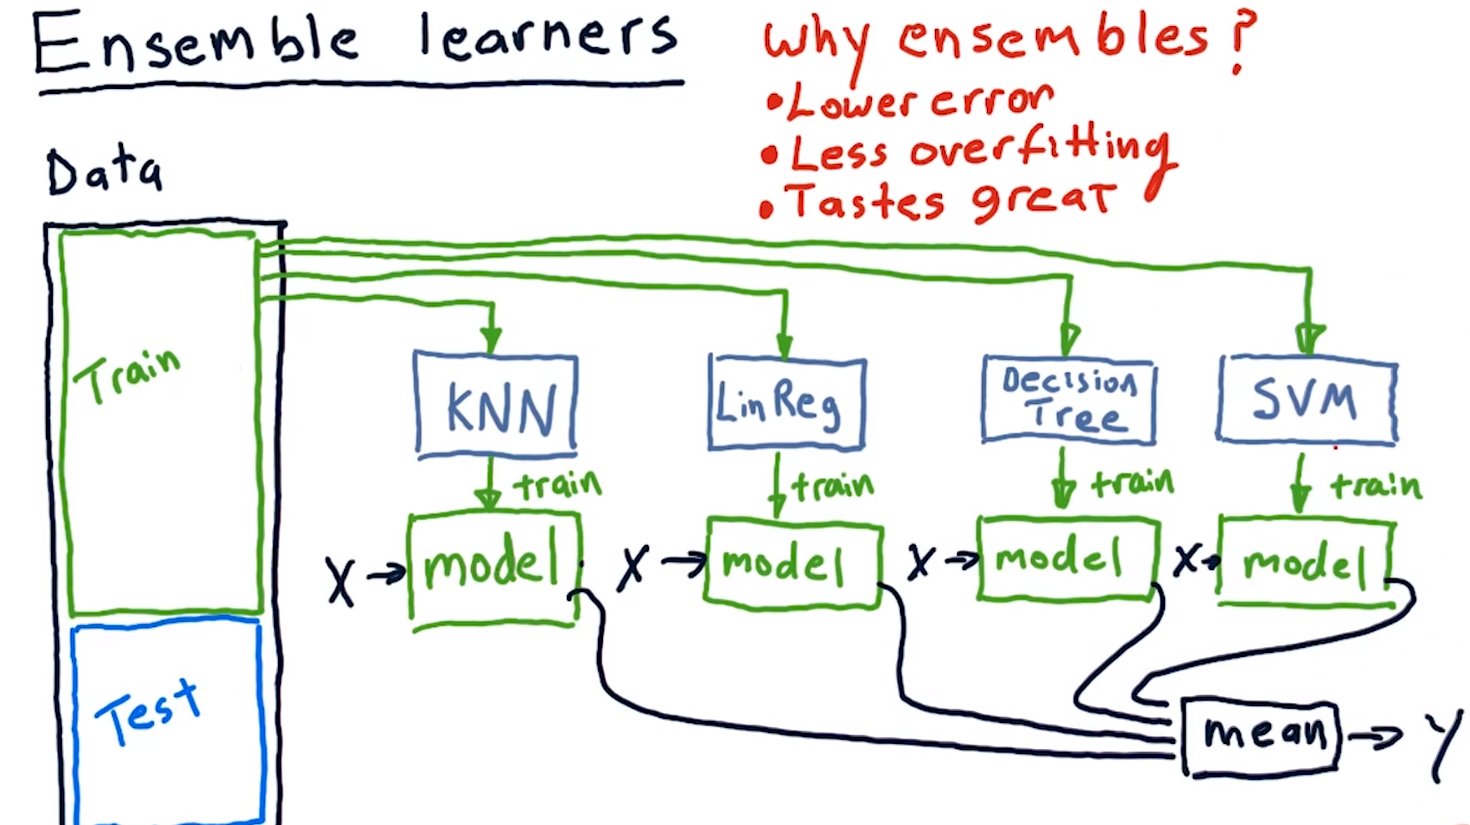 Ensemble learners
Why ensembles?
•Lower error
•Less overfitting
•Tastes great
Data
Train
Test
KNN
LinReg
Decision
Tree
SVM
train
train
train
train
X
model
X
model
X
model
X
model
mean
Y